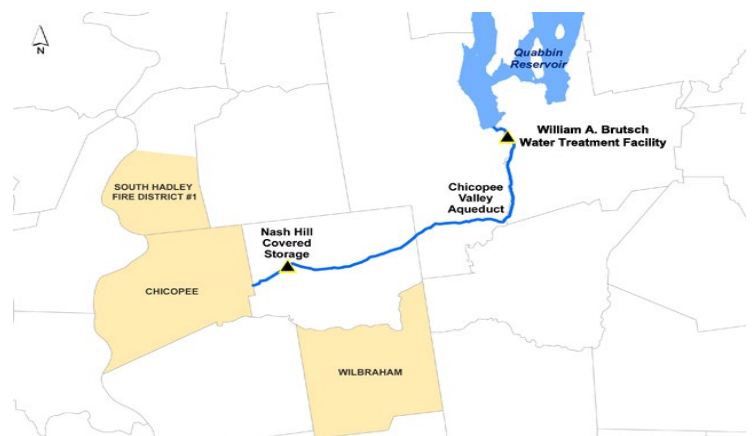 N
Quabbin
Reservoir
William A. Brutsch
Water Treatment Facility
SOUTH HADLEY
FIRE DISTRICT #1
Chicopee
Valley
Aqueduct
Nash Hill
Covered
Storage
CHICOPEE
WILBRAHAM